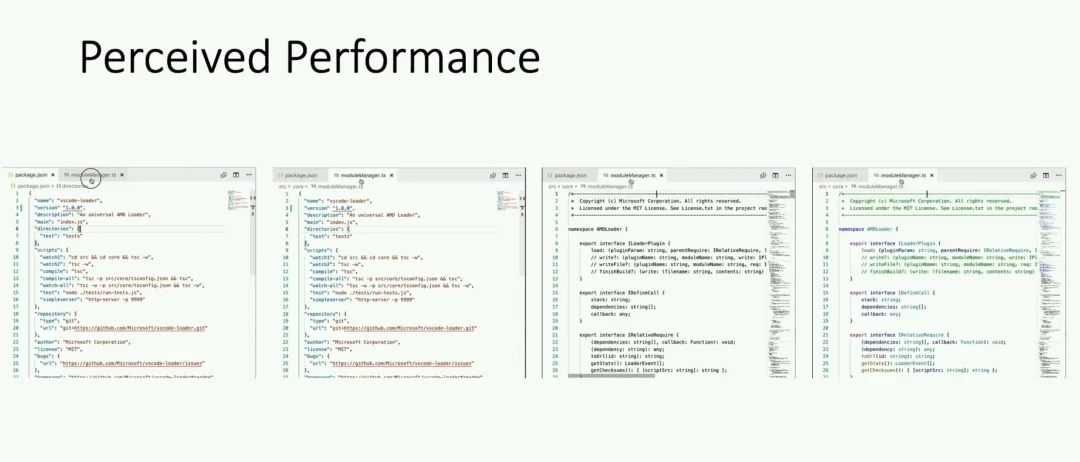 Perceived Performance
package.json × moduleManager.ts ×
package.json › directories
1 {
2 "name": "vscode-loader",
3 "version": "1.0.0",
4 "description": "An universal AMD Loader",
5 "main": "index.js",
6 "directories": {
7 "test": "tests"
8 },
9 "scripts": {
10 "watch1": "cd src && cd core && tsc -w",
11 "watch2": "tsc -w",
12 "compile": "tsc",
13 "compile-all": "tsc -p src/core/tsconfig.json && tsc",
14 "watch-all": "tsc -w -p src/core/tsconfig.json && tsc -w",
15 "test": "node ./tests/run-tests.js",
16 "simpleserver": "http-server -p 9999"
17 },
18 "repository": {
19 "type": "git",
20 "url": "git+https://github.com/Microsoft/vscode-loader.git"
21 },
22 "author": "Microsoft Corporation",
23 "license": "MIT",
24 "bugs": {
25 "url": "https://github.com/Microsoft/vscode-loader/issues"
26 },
package.json moduleManager.ts ×
src › core › moduleManager.ts
1 {
2 "name": "vscode-loader",
3 "version": "1.0.0",
4 "description": "An universal AMD Loader",
5 "main": "index.js",
6 "directories": {
7 "test": "tests"
8 },
9 "scripts": {
10 "watch1": "cd src && cd core && tsc -w",
11 "watch2": "tsc -w",
12 "compile": "tsc",
13 "compile-all": "tsc -p src/core/tsconfig.json && tsc",
14 "watch-all": "tsc -w -p src/core/tsconfig.json && tsc -w",
15 "test": "node ./tests/run-tests.js",
16 "simpleserver": "http-server -p 9999"
17 },
18 "repository": {
19 "type": "git",
20 "url": "git+https://github.com/Microsoft/vscode-loader.git"
21 },
22 "author": "Microsoft Corporation",
23 "license": "MIT",
24 "bugs": {
25 "url": "https://github.com/Microsoft/vscode-loader/issues"
26 },
package.json moduleManager.ts ×
src › core › moduleManager.ts
1
2 * Copyright (c) Microsoft Corporation. All rights reserved.
3 * Licensed under the MIT License. See License.txt in the project roo
4
5
6 namespace AMDLoader {
7
8 export interface ILoaderPlugin {
9 load: (pluginParam: string, parentRequire: IRelativeRequire, l
10 // write?: (pluginName: string, moduleName: string, write: IP
11 // writeFile?: (pluginName: string, moduleName: string, req: I
12 // finishBuild?: (write: (filename: string, contents: string)
13 }
14
15 export interface IDefineCall {
16 stack: string;
17 dependencies: string[];
18 callback: any;
19 }
20
21 export interface IRelativeRequire {
22 (dependencies: string[], callback: Function): void;
23 (dependency: string): any;
24 toUrl(id: string): string;
25 getStats(): LoaderEvent[];
26 getChecksums(): { [scriptSrc: string]: string };
package.json moduleManager.ts ×
src › core › moduleManager.ts
1
2 * Copyright (c) Microsoft Corporation. All rights reserved.
3 * Licensed under the MIT License. See License.txt in the project roo
4
5
6 namespace AMDLoader {
7
8 export interface ILoaderPlugin {
9 load: (pluginParam: string, parentRequire: IRelativeRequire, l
10 // write?: (pluginName: string, moduleName: string, write: IP
11 // writeFile?: (pluginName: string, moduleName: string, req: I
12 // finishBuild?: (write: (filename: string, contents: string)
13 }
14
15 export interface IDefineCall {
16 stack: string;
17 dependencies: string[];
18 callback: any;
19 }
20
21 export interface IRelativeRequire {
22 (dependencies: string[], callback: Function): void;
23 (dependency: string): any;
24 toUrl(id: string): string;
25 getStats(): LoaderEvent[];
26 getChecksums(): { [scriptSrc: string]: string };